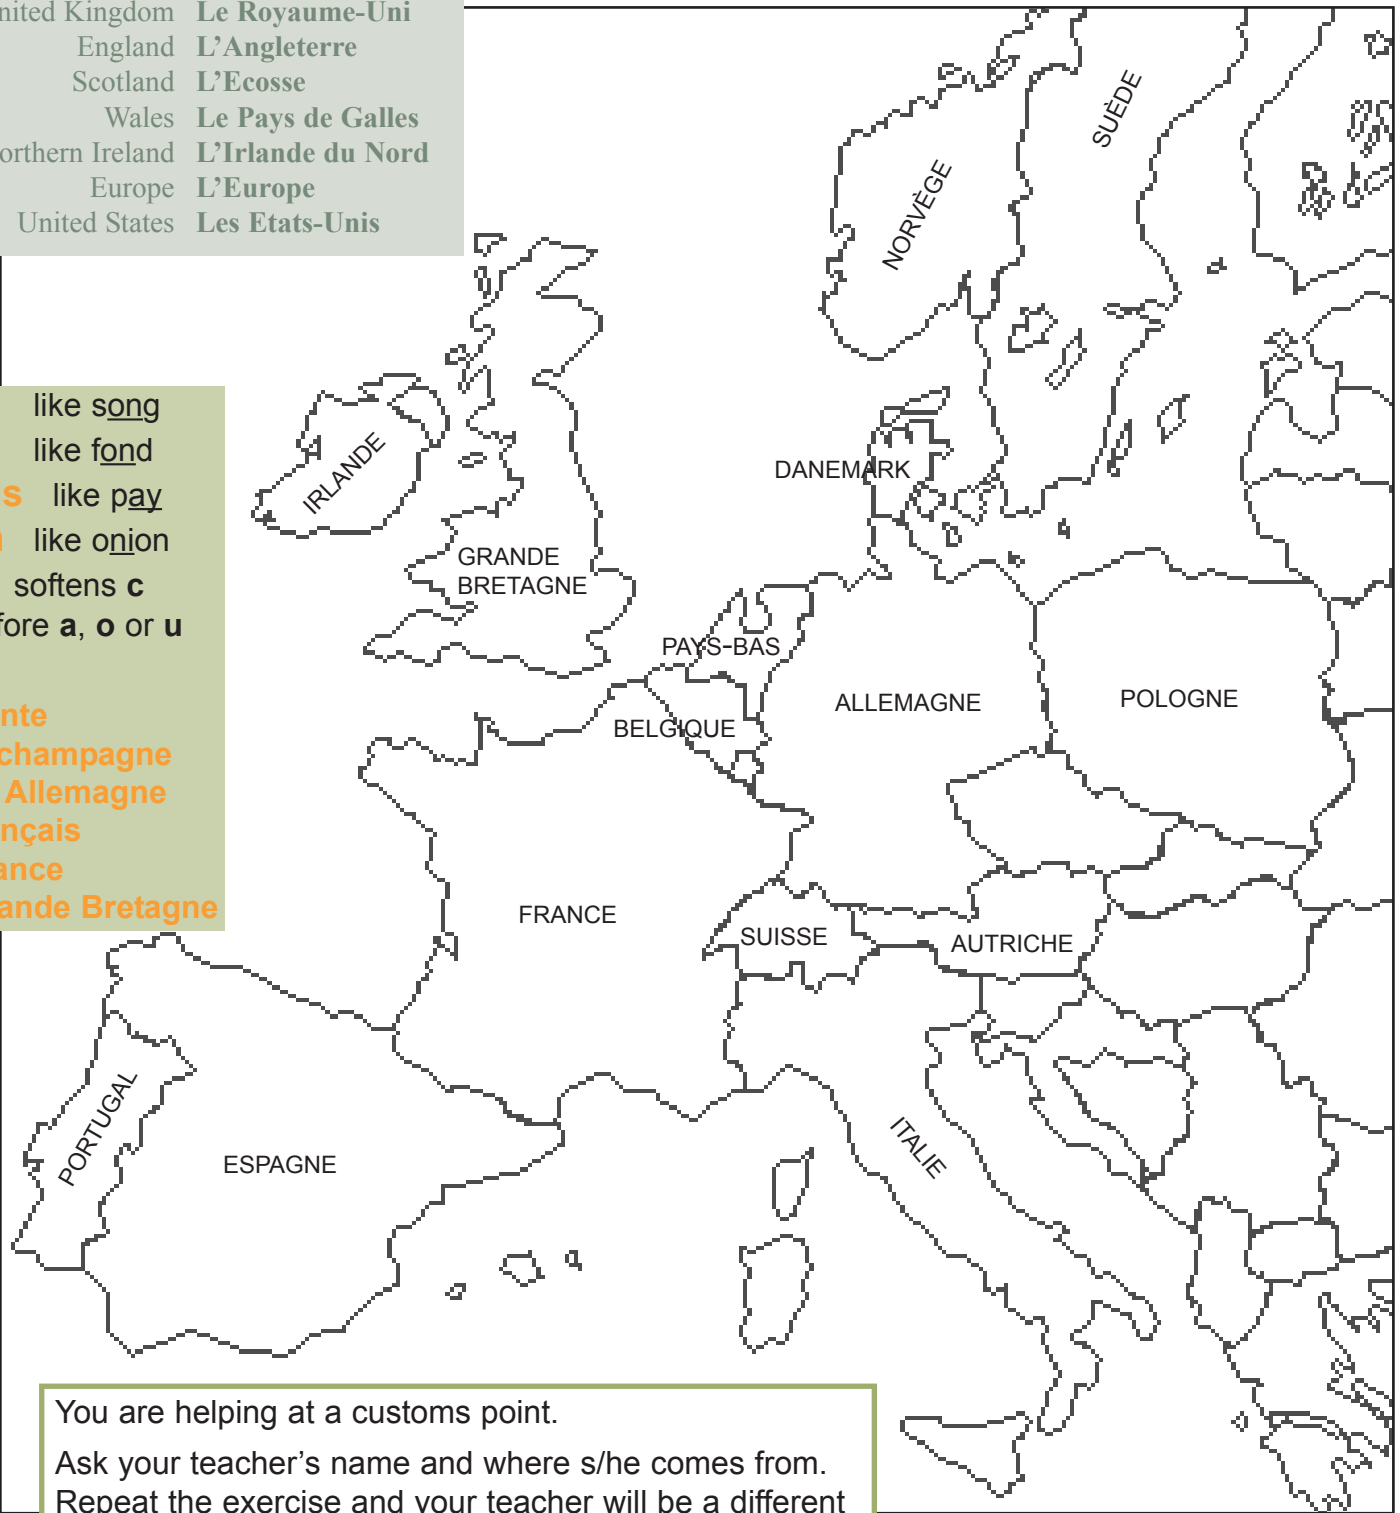 nited Kingdom Le Royaume-Uni
England L'Angleterre
Scotland L'Ecosse
Wales Le Pays de Galles
orthern Ireland L'Irlande du Nord
Europe L'Europe
United States Les Etats-Unis
SUÈDE
NORVÈGE
like song
like fond
s like pay
like onion
softens c
fore a, o or u
nte
champagne
Allemagne
nçais
ance
ande Bretagne
IRLANDE
DANEMARK
GRANDE
BRETAGNE
PAYS-BAS
BELGIQUE
ALLEMAGNE
POLOGNE
FRANCE
SUISSE
AUTRICHE
PORTUGAL
ESPAGNE
ITALIE
You are helping at a customs point.
Ask your teacher's name and where s/he comes from.
Repeat the exercise and your teacher will be a different